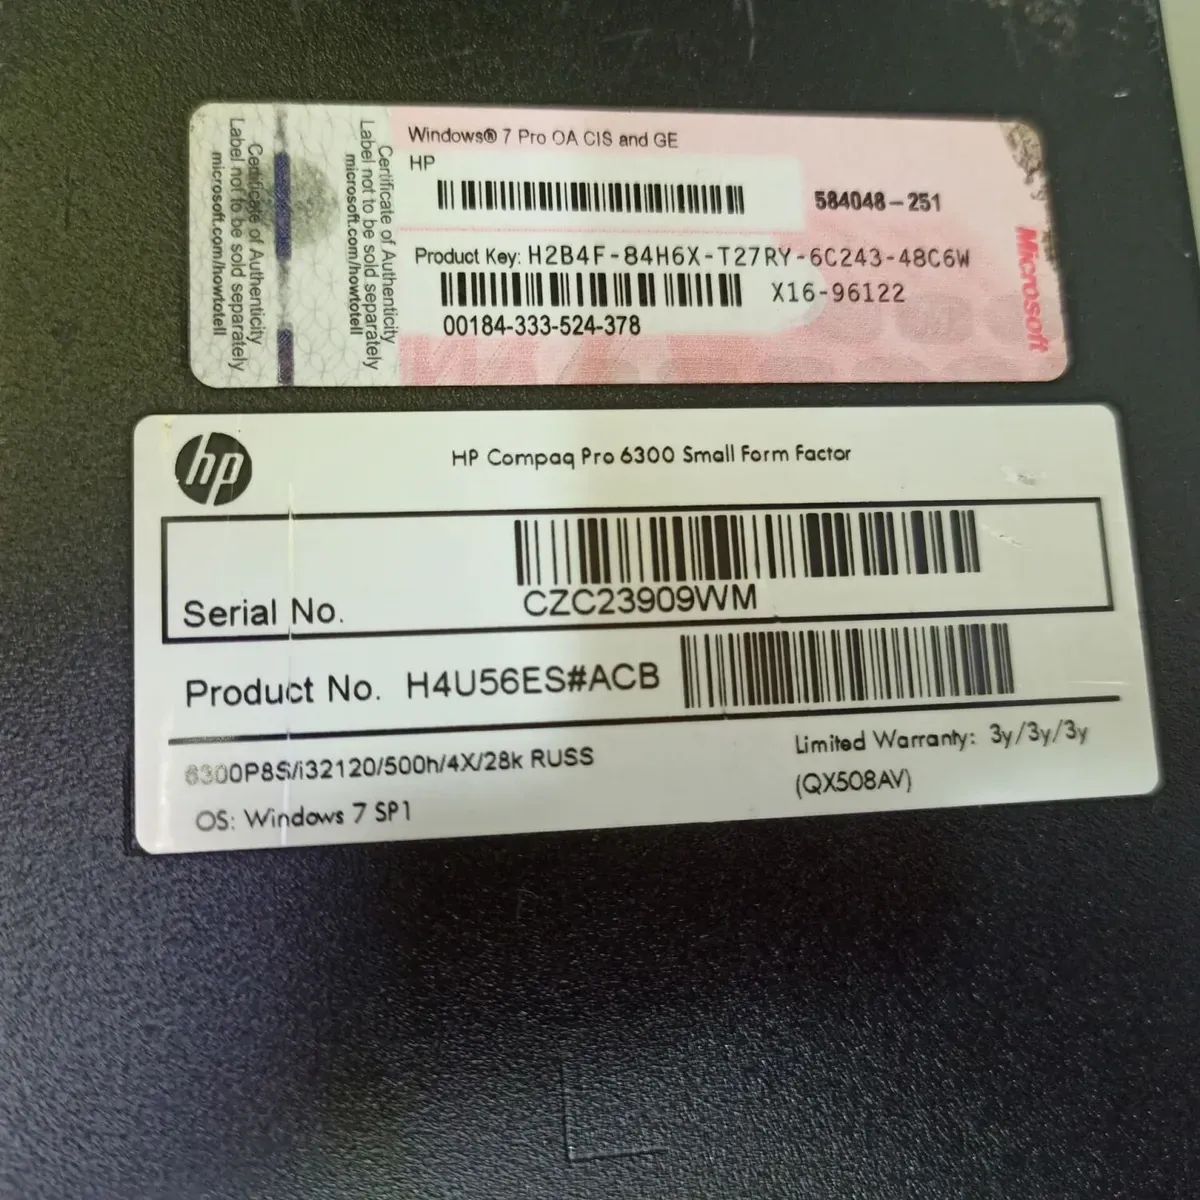 Certificate of Authenticity
Label not to be sold separately
microsoft.com/howtotell
Certificate of Authenticity
Label not to be sold separately
microsoft.com/howtotell
Windows® 7 Pro OA CIS and GE
HP
584048-251
Product Key: H2B4F-84H6X-T27RY-6C243-48C6W
X16-96122
00184-333-524-378
Microsoft
hp
HP Compaq Pro 6300 Small Form Factor
Serial No. CZC23909WM
Product No. H4U56ES#ACB
6300P8S/i32120/500h/4X/28k RUSS
Limited Warranty: 3y/3y/3y
OS: Windows 7 SP1
(QX508AV)